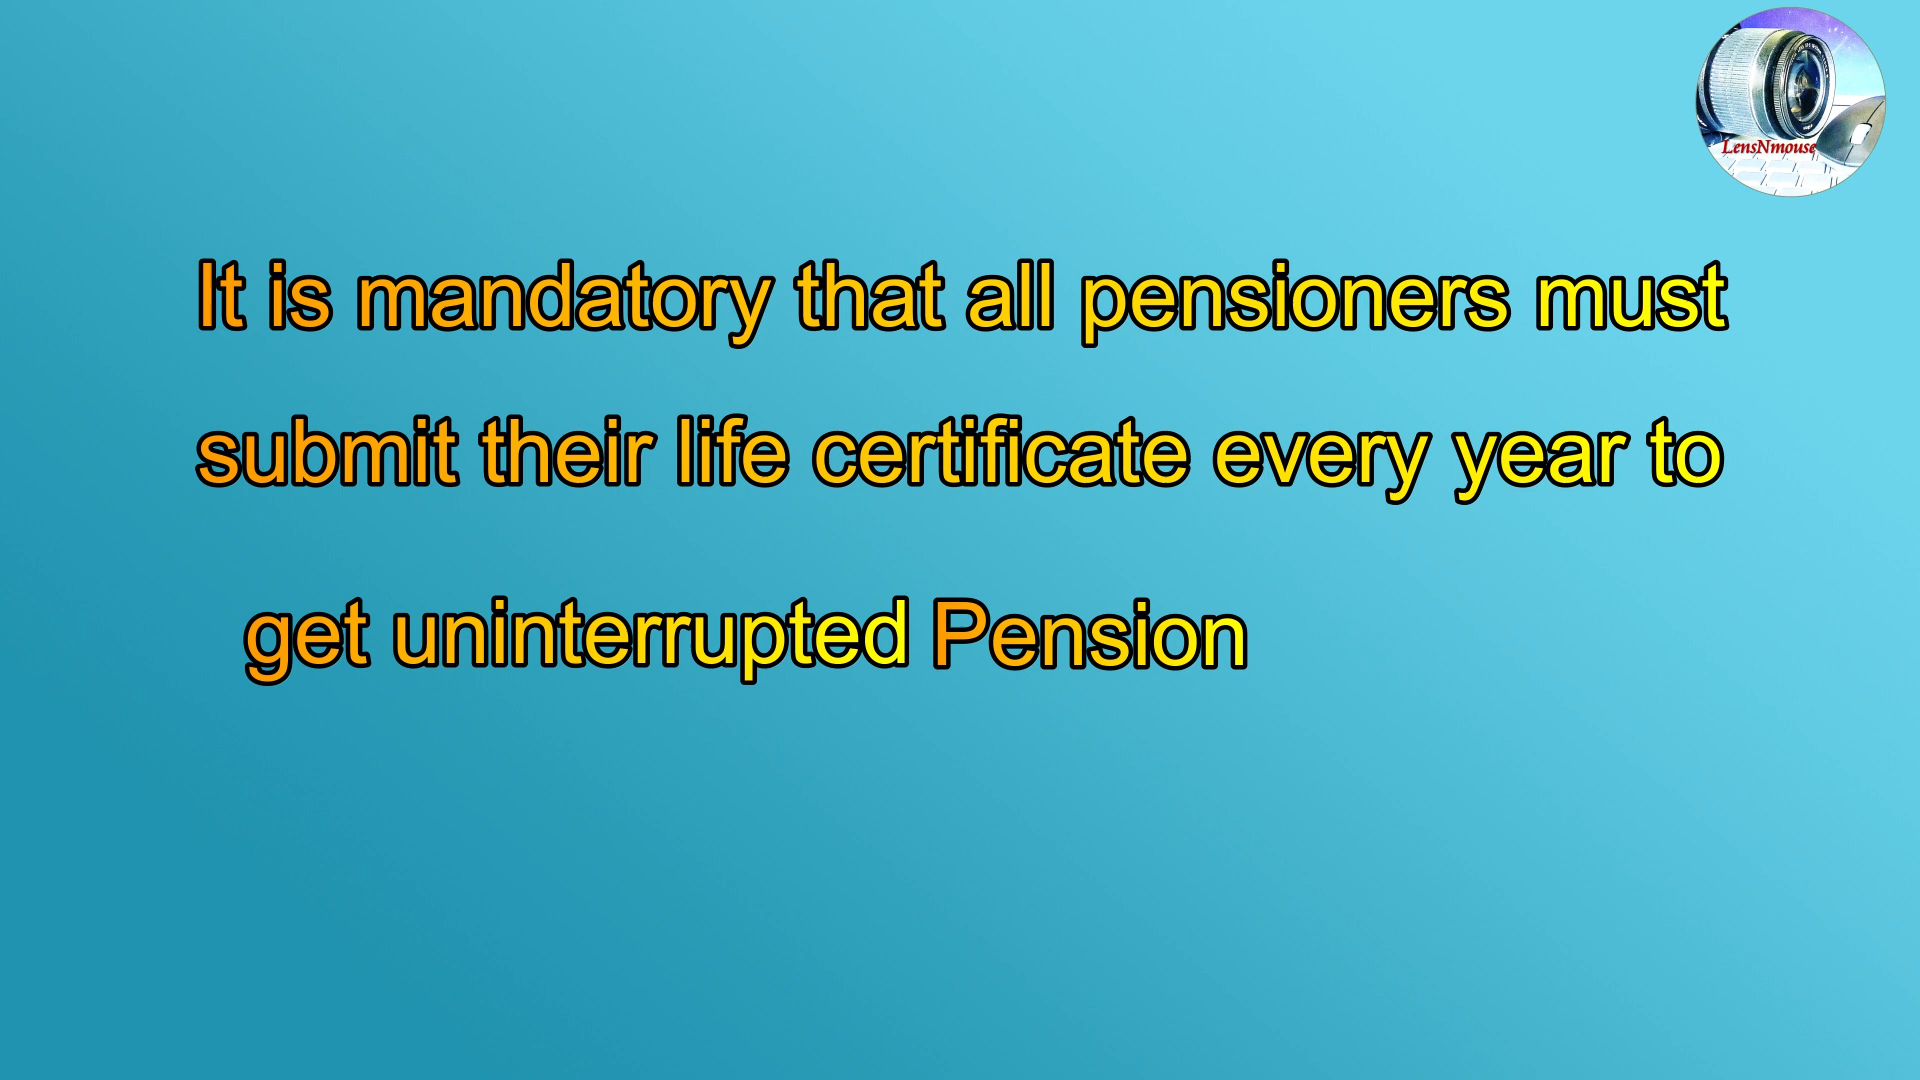 LensNmouse
It is mandatory that all pensioners must
submit their life certificate every year to
get uninterrupted Pension